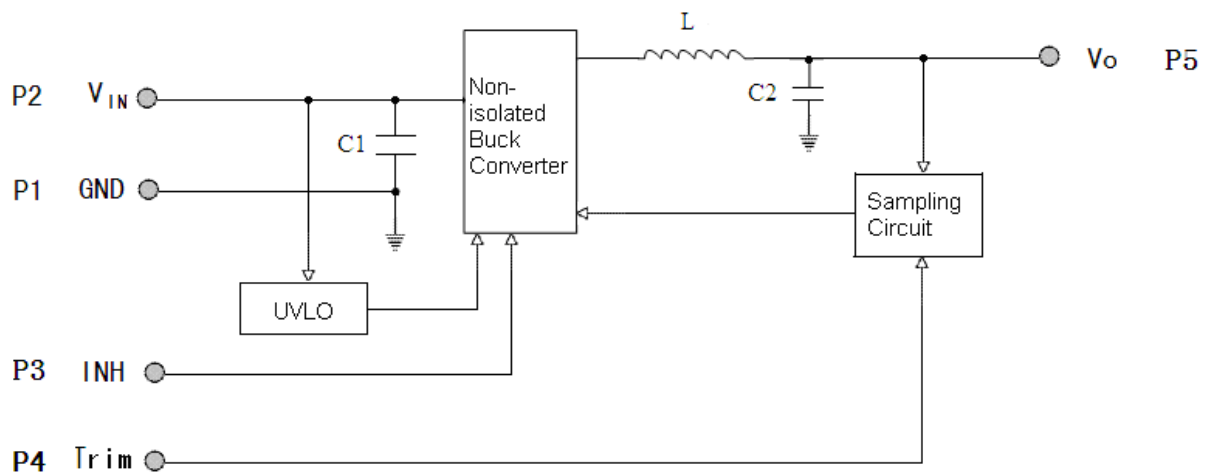 L
Vo P5
P2 VIN
C1
Non-
isolated
Buck
Converter
C2
P1 GND
Sampling
Circuit
UVLO
P3 INH
P4 Trim